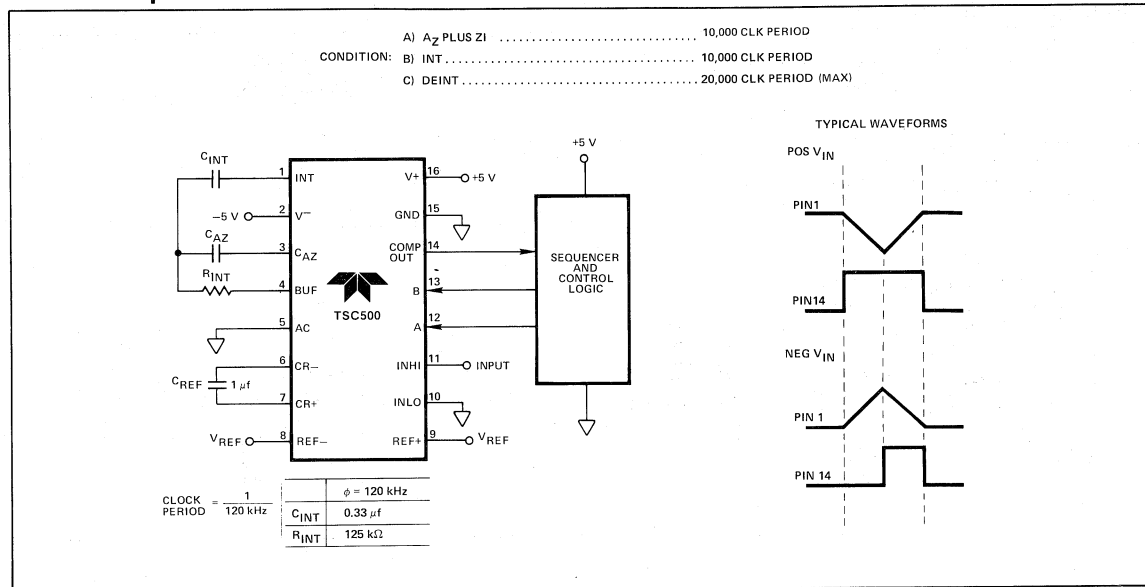 A) AZ PLUS ZI .................................. 10,000 CLK PERIOD
CONDITION: B) INT .................................. 10,000 CLK PERIOD
C) DEINT .................................. 20,000 CLK PERIOD (MAX)
TYPICAL WAVEFORMS
POS VIN
PIN1
PIN14
NEG VIN
PIN 1
PIN 14
CINT
1 INT
−5 V 2 V−
CAZ
3 CAZ
RINT
4 BUF
5 AC
6 CR−
CREF 1 μf
7 CR+
VREF 8 REF−
TSC500
V+ 16 +5 V
GND 15
COMP OUT 14
B 13
A 12
INHI 11 INPUT
INLO 10
REF+ 9 VREF
+5 V
SEQUENCER
AND
CONTROL
LOGIC
CLOCK PERIOD = 1 / 120 kHz
ϕ = 120 kHz
CINT 0.33 μf
RINT 125 kΩ